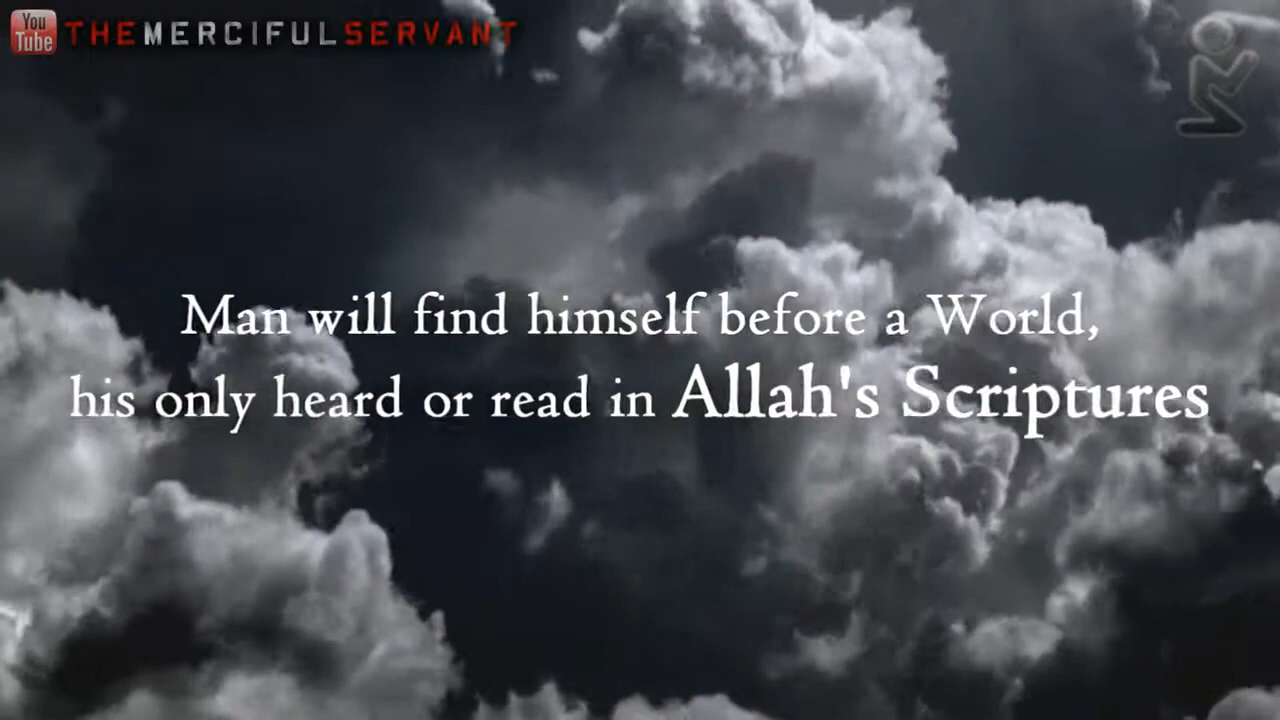 You
Tube
THEMERCIFULSERVANT
Man will find himself before a World,
his only heard or read in Allah's Scriptures